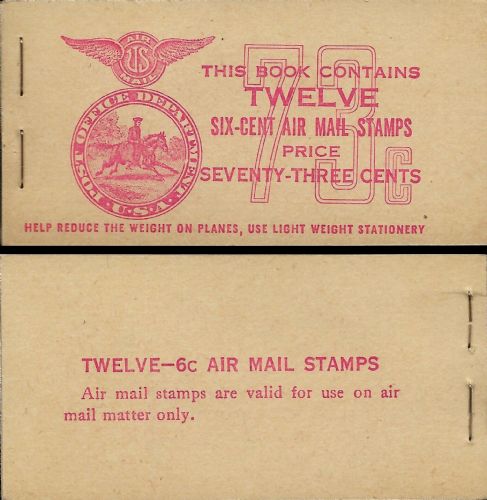 AIR
US
MAIL
POST OFFICE DEPARTMENT
U.S.A.
73c
THIS BOOK CONTAINS
TWELVE
SIX-CENT AIR MAIL STAMPS
PRICE
SEVENTY-THREE CENTS
HELP REDUCE THE WEIGHT ON PLANES, USE LIGHT WEIGHT STATIONERY
TWELVE—6c AIR MAIL STAMPS
Air mail stamps are valid for use on air
mail matter only.